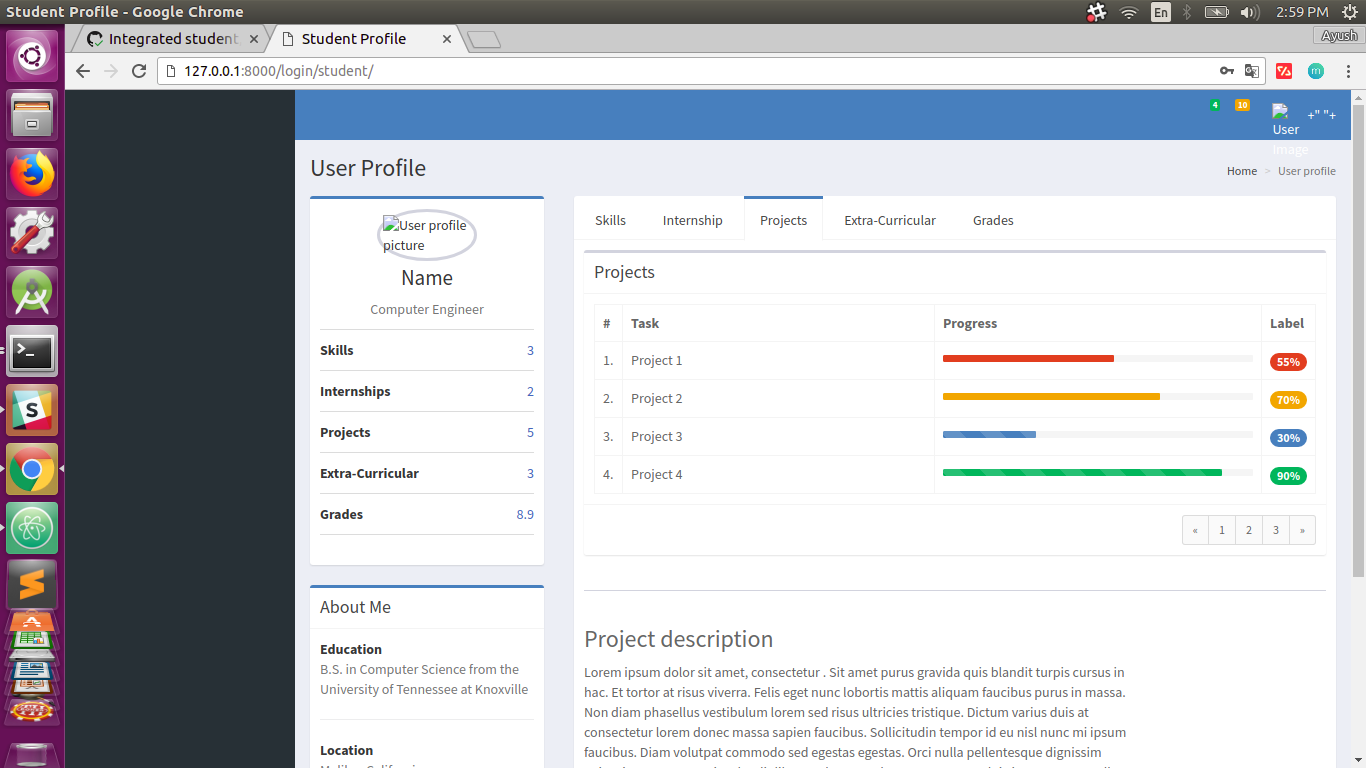 Student Profile - Google Chrome
En
2:59 PM
Integrated student
Student Profile
Ayush
127.0.0.1:8000/login/student/
m
4
10
User
Image
+" "+
User Profile
Home > User profile
User profile
picture
Name
Computer Engineer
Skills 3
Internships 2
Projects 5
Extra-Curricular 3
Grades 8.9
About Me
Education
B.S. in Computer Science from the
University of Tennessee at Knoxville
Location
Skills Internship Projects Extra-Curricular Grades
Projects
# Task Progress Label
1. Project 1 55%
2. Project 2 70%
3. Project 3 30%
4. Project 4 90%
« 1 2 3 »
Project description
Lorem ipsum dolor sit amet, consectetur . Sit amet purus gravida quis blandit turpis cursus in
hac. Et tortor at risus viverra. Felis eget nunc lobortis mattis aliquam faucibus purus in massa.
Non diam phasellus vestibulum lorem sed risus ultricies tristique. Dictum varius duis at
consectetur lorem donec massa sapien faucibus. Sollicitudin tempor id eu nisl nunc mi ipsum
faucibus. Diam volutpat commodo sed egestas egestas. Orci nulla pellentesque dignissim